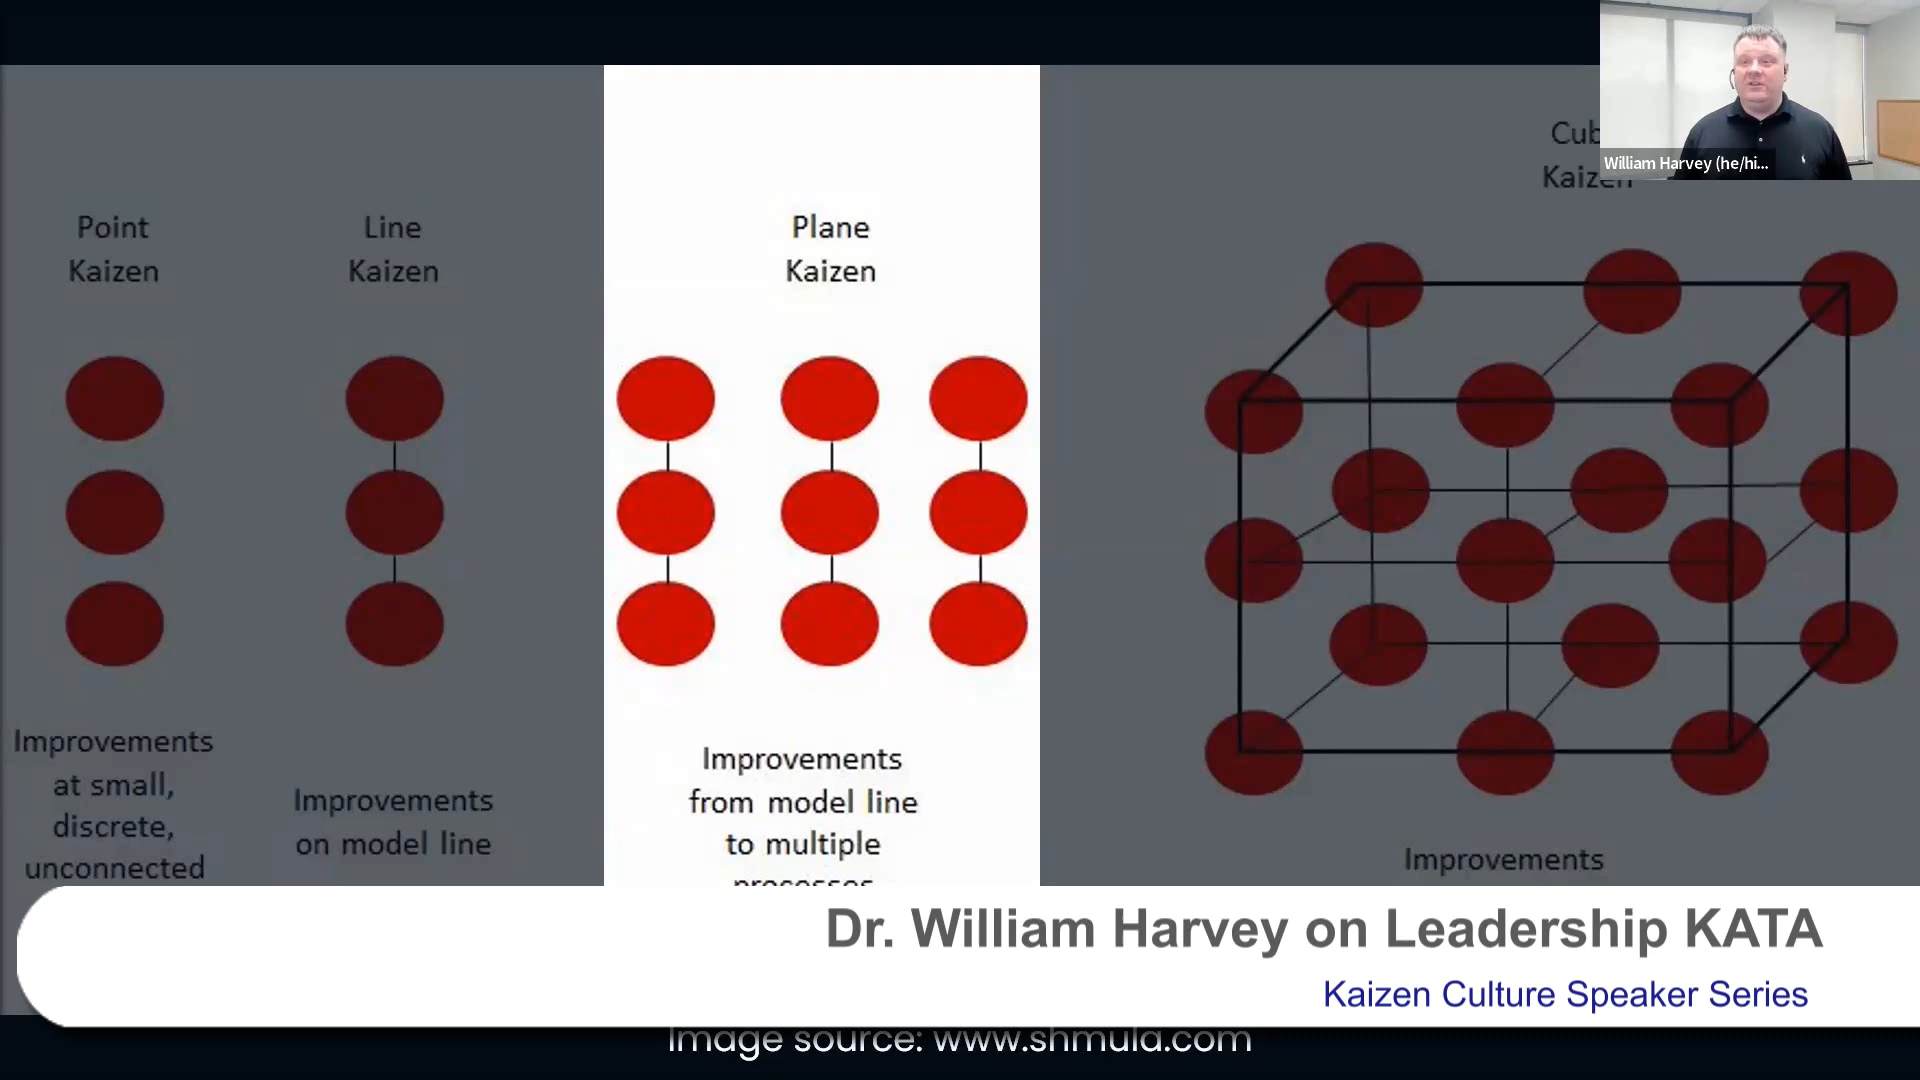 Point
Kaizen
Line
Kaizen
Plane
Kaizen
Cub
Kaizen
William Harvey (he/hi...
Improvements
at small,
discrete,
unconnected
Improvements
on model line
Improvements
from model line
to multiple
processes
Improvements
Dr. William Harvey on Leadership KATA
Kaizen Culture Speaker Series
Image source: www.shmula.com